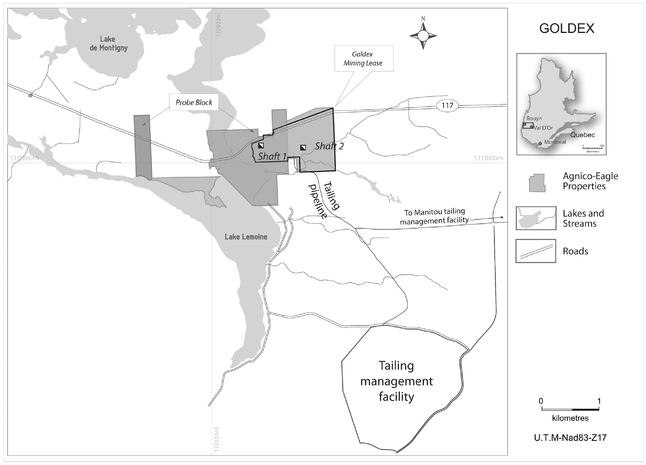 Lake
de Montigny
N
GOLDEX
Goldex
Mining Lease
Probe Block
117
Rouyn
Val D'Or
Quebec
Montreal
Shaft 1
Shaft 2
Agnico-Eagle
Properties
Tailing
pipeline
To Manitou tailing
management facility
Lakes and
Streams
Lake Lemoine
Roads
Tailing
management
facility
0 1
kilometres
U.T.M-Nad83-Z17